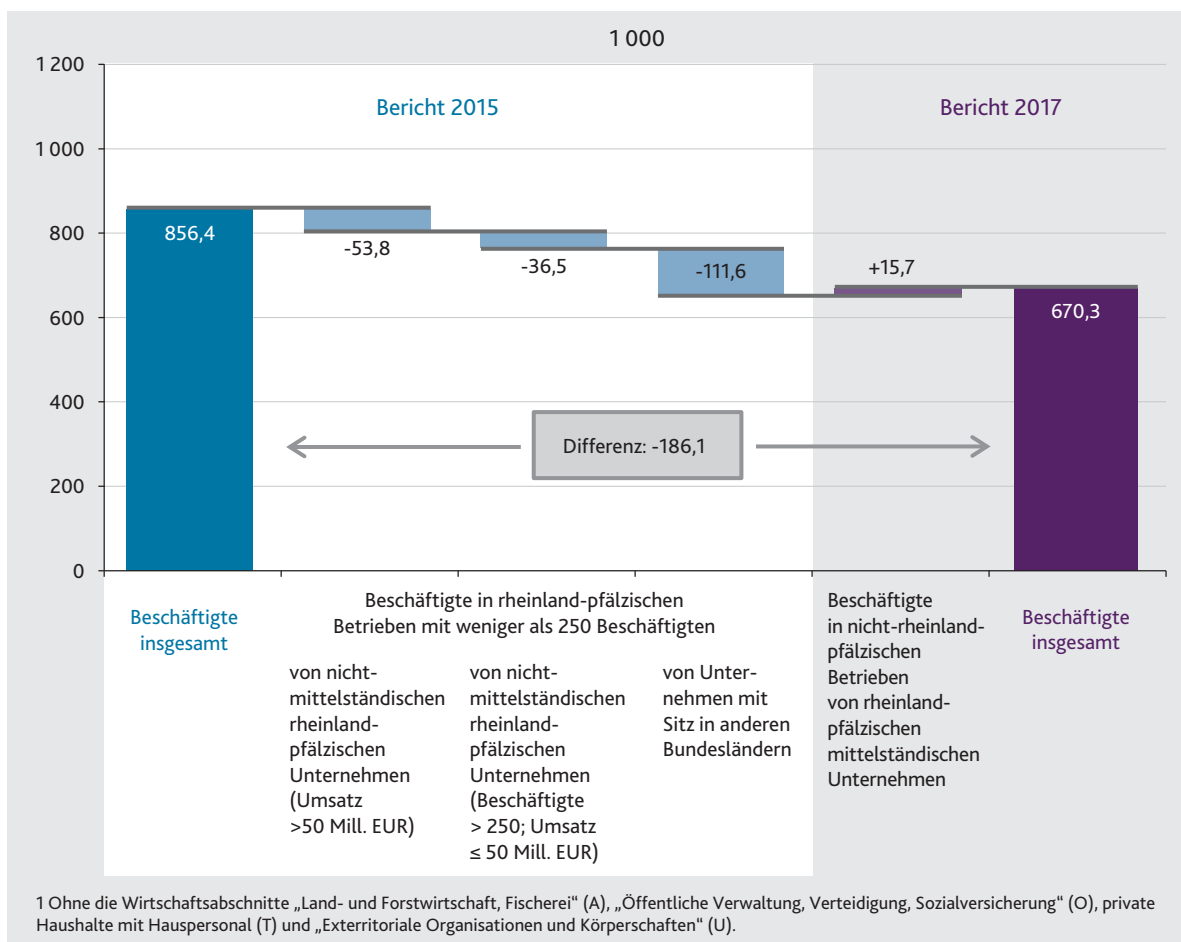 1 000
1 200
1 000
800
600
400
200
0
Bericht 2015
Bericht 2017
856,4
-53,8
-36,5
-111,6
+15,7
670,3
Differenz: -186,1
Beschäftigte
insgesamt
Beschäftigte in rheinland-pfälzischen
Betrieben mit weniger als 250 Beschäftigten
von nicht-
mittelständischen
rheinland-
pfälzischen
Unternehmen
(Umsatz
>50 Mill. EUR)
von nicht-
mittelständischen
rheinland-
pfälzischen
Unternehmen
(Beschäftigte
> 250; Umsatz
≤ 50 Mill. EUR)
von Unter-
nehmen mit
Sitz in anderen
Bundesländern
Beschäftigte
in nicht-rheinland-
pfälzischen
Betrieben
von rheinland-
pfälzischen
mittelständischen
Unternehmen
Beschäftigte
insgesamt
1 Ohne die Wirtschaftsabschnitte „Land- und Forstwirtschaft, Fischerei“ (A), „Öffentliche Verwaltung, Verteidigung, Sozialversicherung“ (O), private
Haushalte mit Hauspersonal (T) und „Exterritoriale Organisationen und Körperschaften“ (U).